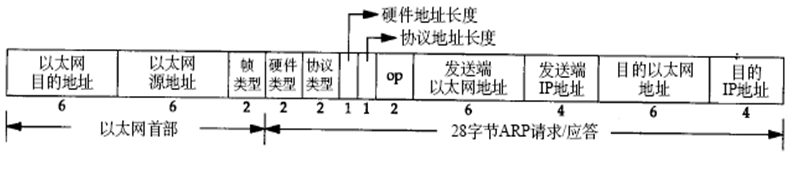 硬件地址长度
协议地址长度
以太网
目的地址
以太网
源地址
帧
类型
硬件
类型
协议
类型
op
发送端
以太网地址
发送端
IP地址
目的以太网
地址
目的
IP地址
6
6
2
2
2
1
1
2
6
4
6
4
以太网首部
28字节ARP请求/应答